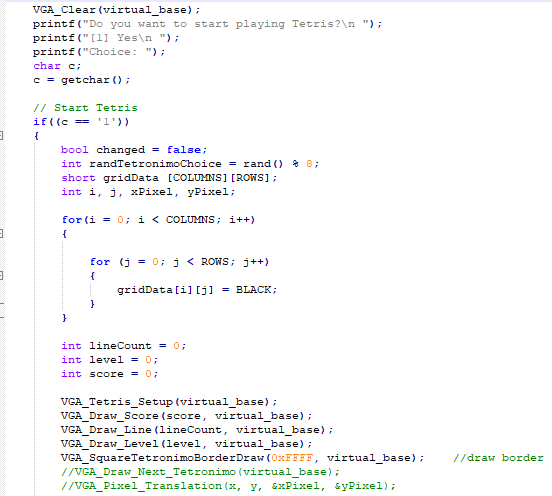 VGA_Clear(virtual_base);
printf("Do you want to start playing Tetris?\n ");
printf("[1] Yes\n ");
printf("Choice: ");
char c;
c = getchar();
// Start Tetris
if((c == '1'))
{
bool changed = false;
int randTetronimoChoice = rand() % 8;
short gridData [COLUMNS][ROWS];
int i, j, xPixel, yPixel;
for(i = 0; i < COLUMNS; i++)
{
for (j = 0; j < ROWS; j++)
{
gridData[i][j] = BLACK;
}
}
int lineCount = 0;
int level = 0;
int score = 0;
VGA_Tetris_Setup(virtual_base);
VGA_Draw_Score(score, virtual_base);
VGA_Draw_Line(lineCount, virtual_base);
VGA_Draw_Level(level, virtual_base);
VGA_SquareTetronimoBorderDraw(0xFFFF, virtual_base); //draw border
//VGA_Draw_Next_Tetronimo(virtual_base);
//VGA_Pixel_Translation(x, y, &xPixel, &yPixel);